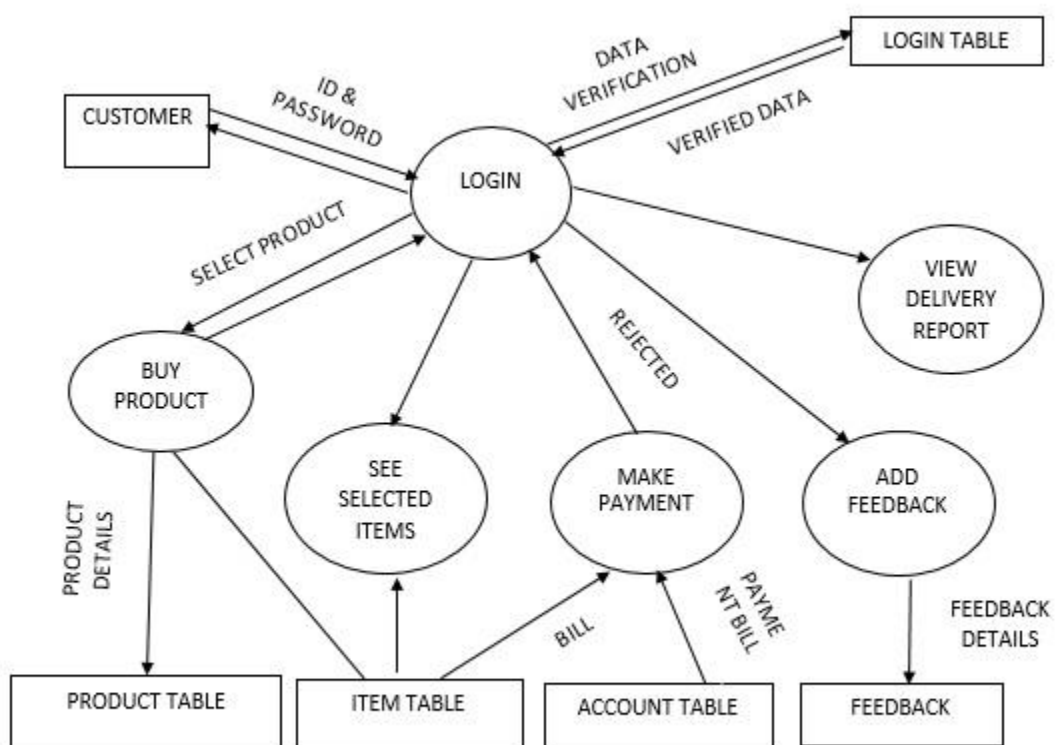 LOGIN TABLE
DATA
VERIFICATION
ID &
PASSWORD
CUSTOMER
VERIFIED DATA
LOGIN
SELECT PRODUCT
VIEW
DELIVERY
REPORT
REJECTED
BUY
PRODUCT
SEE
SELECTED
ITEMS
MAKE
PAYMENT
ADD
FEEDBACK
PRODUCT
DETAILS
BILL
PAYME
NT BILL
FEEDBACK
DETAILS
PRODUCT TABLE
ITEM TABLE
ACCOUNT TABLE
FEEDBACK